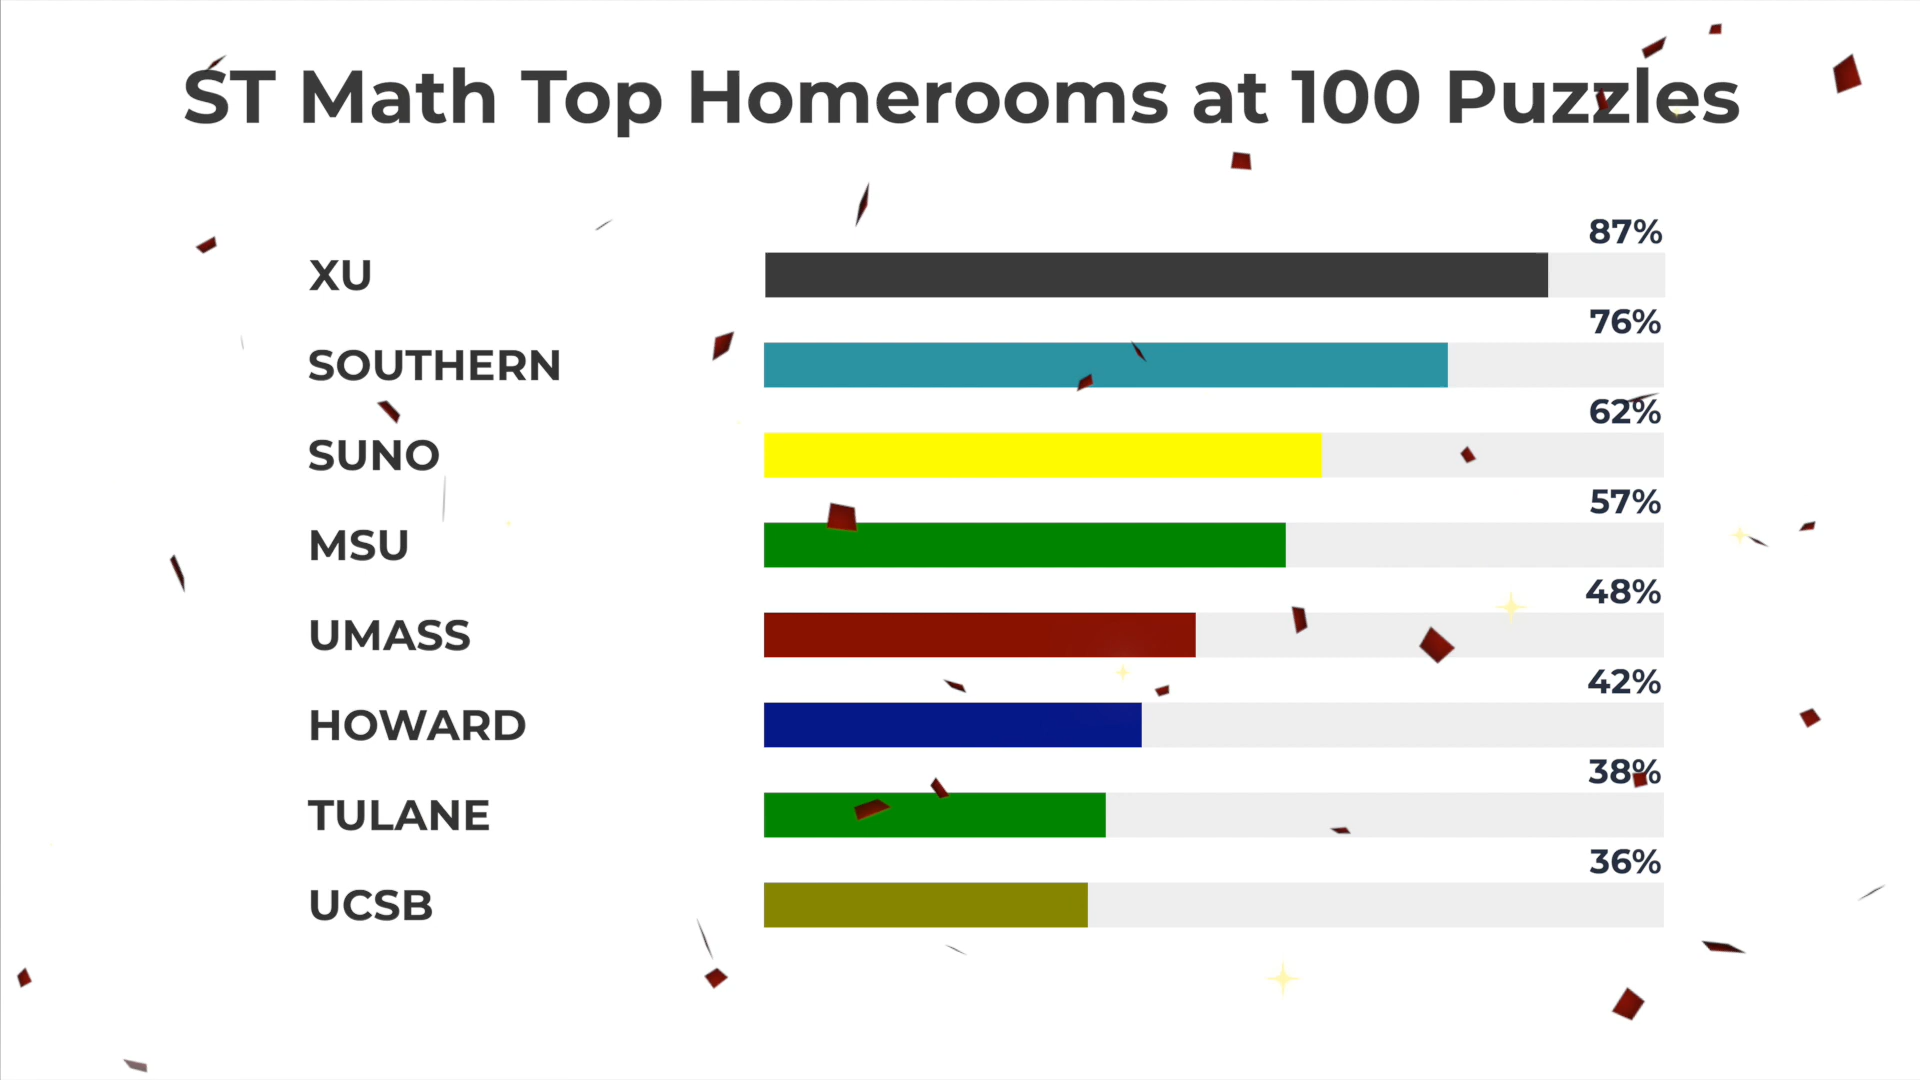 ST Math Top Homerooms at 100 Puzzles
87%
XU
76%
SOUTHERN
62%
SUNO
57%
MSU
48%
UMASS
42%
HOWARD
38%
TULANE
36%
UCSB